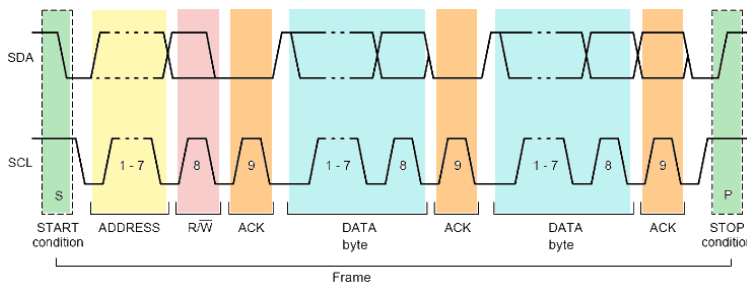 SDA
SCL
1 - 7
8
9
1 - 7
8
9
1 - 7
8
9
S
P
START
condition
ADDRESS
R/W̅
ACK
DATA
byte
ACK
DATA
byte
ACK
STOP
condition
Frame